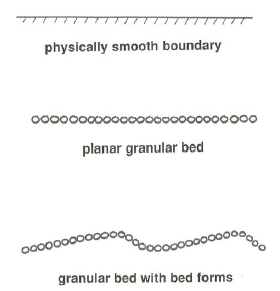 physically smooth boundary
planar granular bed
granular bed with bed forms